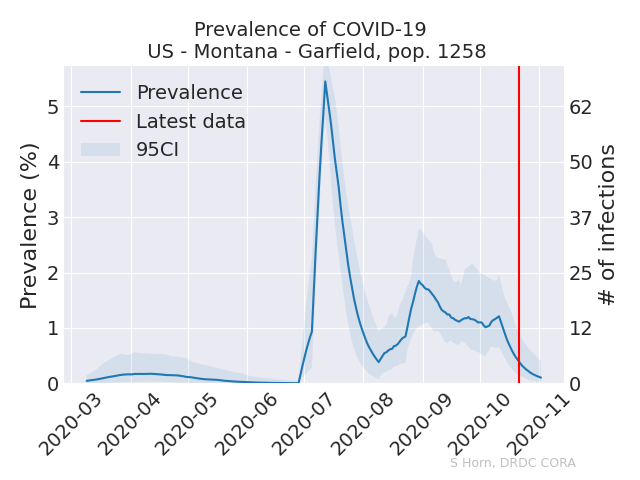 Prevalence of COVID-19
US - Montana - Garfield, pop. 1258
Prevalence
Latest data
95CI
Prevalence (%)
5
4
3
2
1
0
62
50
37
25
12
0
# of infections
2020-03
2020-04
2020-05
2020-06
2020-07
2020-08
2020-09
2020-10
2020-11
S Horn, DRDC CORA